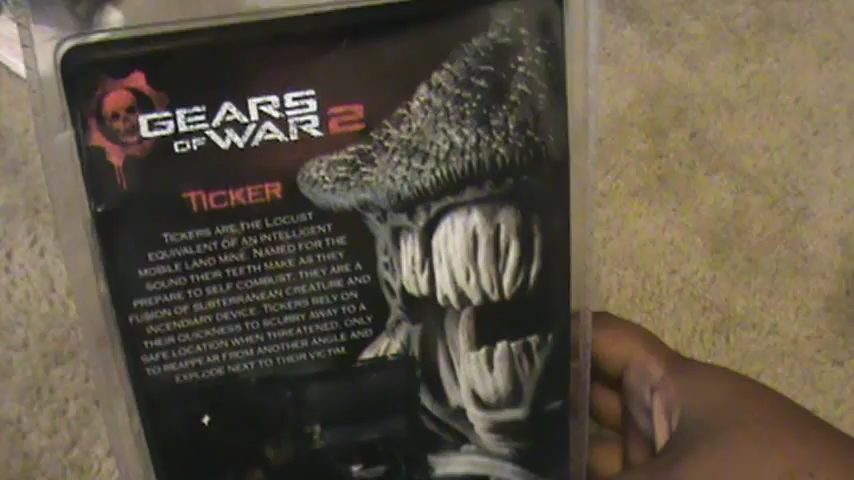 GEARS
OF WAR 2
TICKER
TICKERS ARE THE LOCUST
EQUIVALENT OF AN INTELLIGENT
MOBILE LAND MINE. NAMED FOR THE
SOUND THEIR TEETH MAKE AS THEY
PREPARE TO SELF COMBUST, THEY ARE A
FUSION OF SUBTERRANEAN CREATURE AND
INCENDIARY DEVICE. TICKERS RELY ON
THEIR QUICKNESS TO SCURRY AWAY TO A
SAFE LOCATION WHEN THREATENED, ONLY
TO REAPPEAR FROM ANOTHER ANGLE AND
EXPLODE NEXT TO THEIR VICTIM.